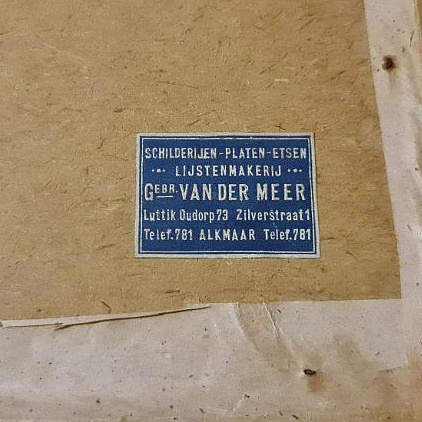 SCHILDERIJEN-PLATEN-ETSEN
LIJSTENMAKERIJ
GEBR. VAN DER MEER
Luttik Oudorp 73 Zilverstraat 1
Telef. 781 ALKMAAR Telef. 781